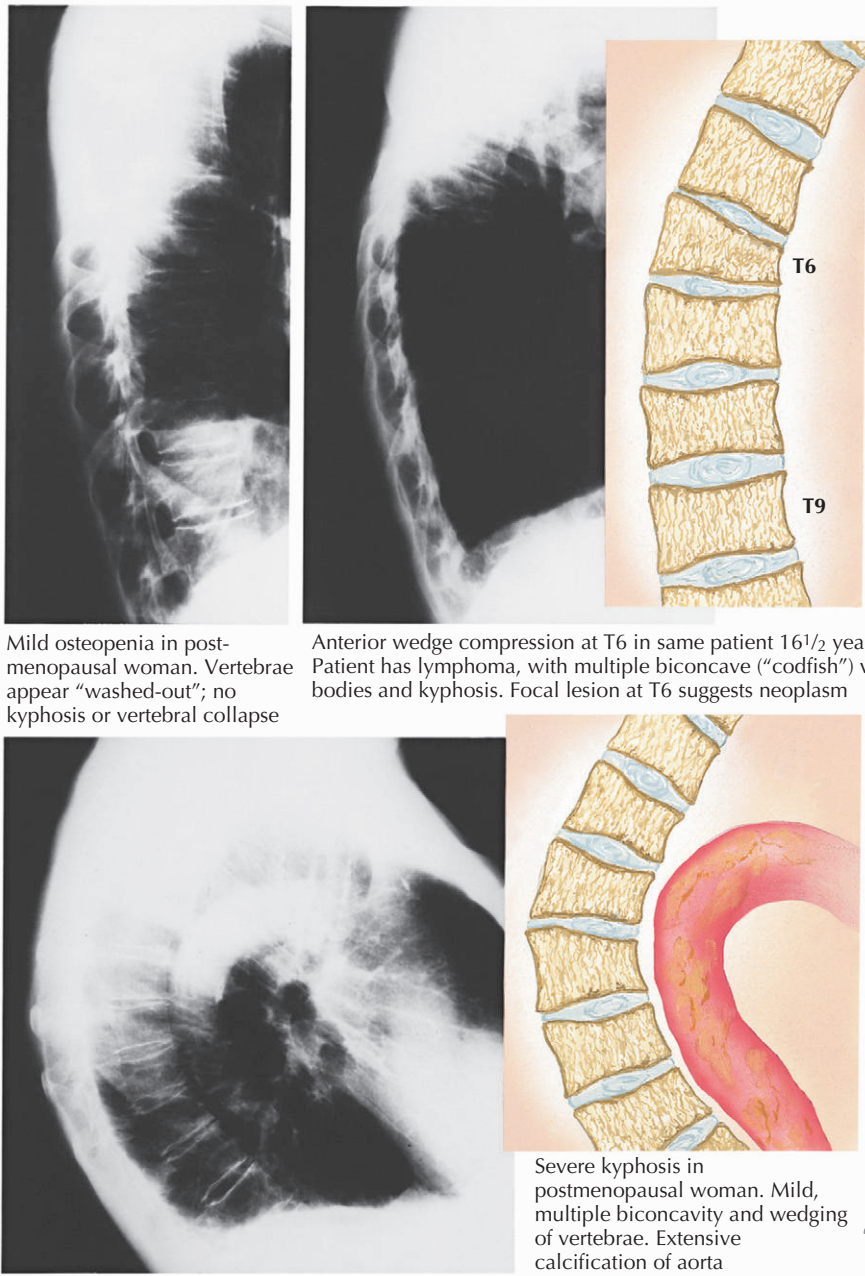 T6
T9
Mild osteopenia in post-
menopausal woman. Vertebrae
appear “washed-out”; no
kyphosis or vertebral collapse
Anterior wedge compression at T6 in same patient 16 1/2
Patient has lymphoma, with multiple biconcave (“codfish”)
bodies and kyphosis. Focal lesion at T6 suggests neoplasm
Severe kyphosis in
postmenopausal woman. Mild,
multiple biconcavity and wedging
of vertebrae. Extensive
calcification of aorta